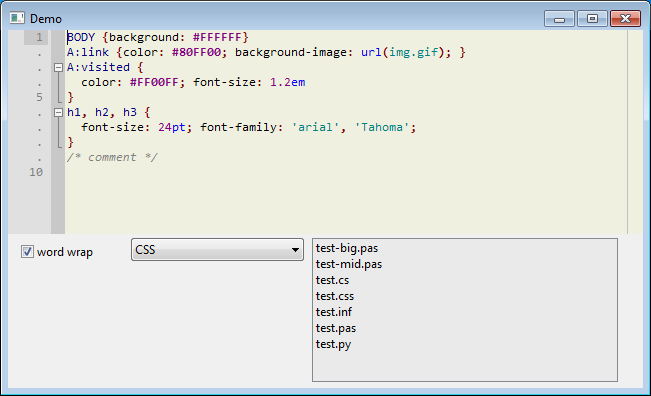 Demo
1 BODY {background: #FFFFFF}
. A:link {color: #80FF00; background-image: url(img.gif); }
. A:visited {
. color: #FF00FF; font-size: 1.2em
5 }
. h1, h2, h3 {
. font-size: 24pt; font-family: 'arial', 'Tahoma';
. }
. /* comment */
10
word wrap
CSS
test-big.pas
test-mid.pas
test.cs
test.css
test.inf
test.pas
test.py